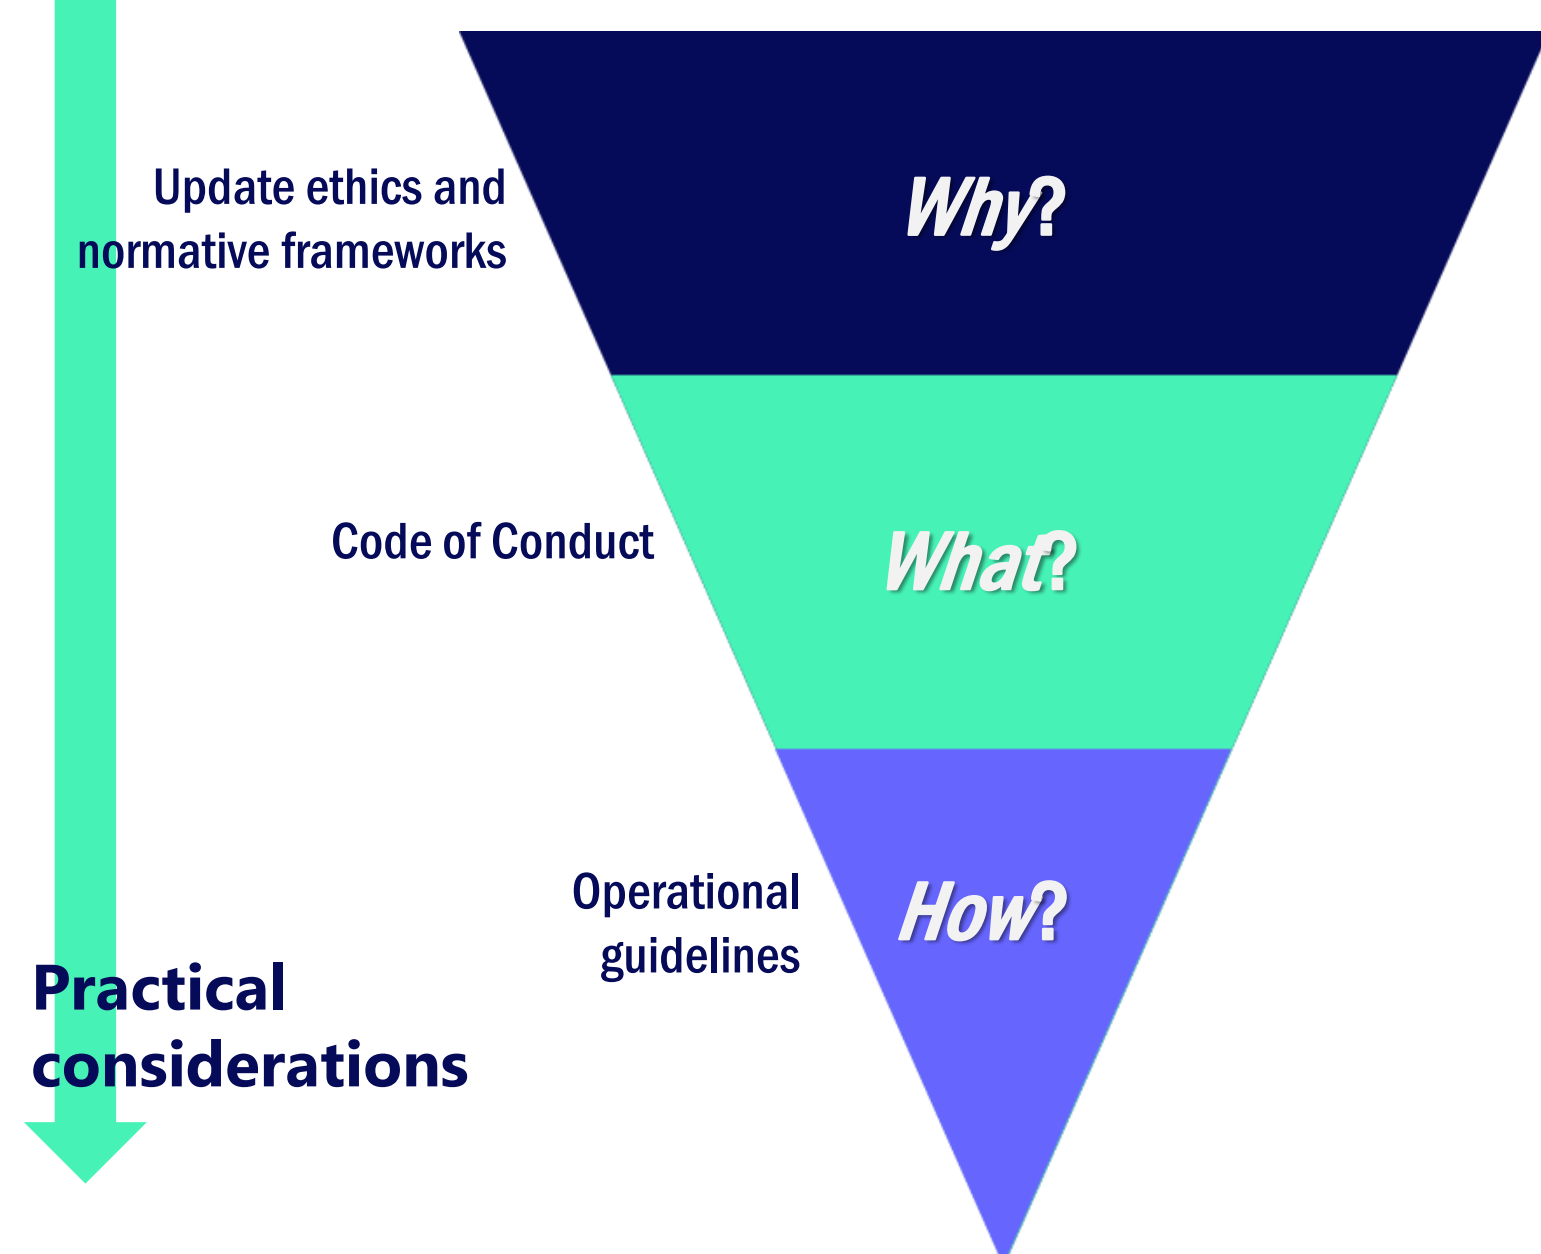 Update ethics and
normative frameworks
Why?
Code of Conduct
What?
Operational
guidelines
How?
Practical
considerations